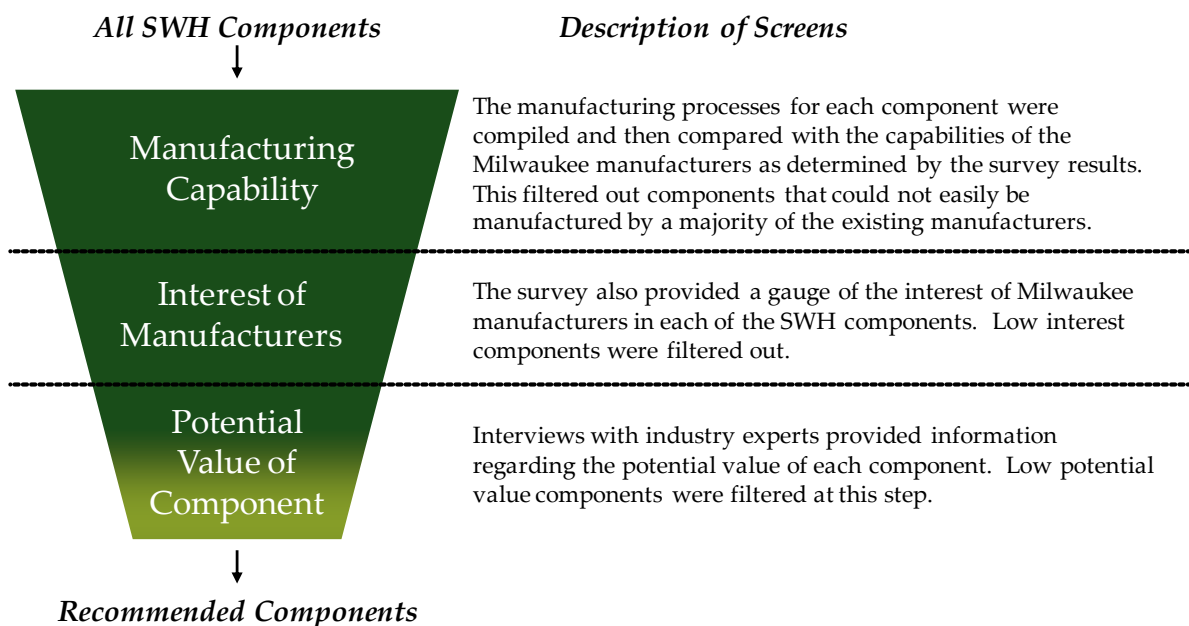 All SWH Components
Description of Screens
Manufacturing
Capability
The manufacturing processes for each component were
compiled and then compared with the capabilities of the
Milwaukee manufacturers as determined by the survey results.
This filtered out components that could not easily be
manufactured by a majority of the existing manufacturers.
Interest of
Manufacturers
The survey also provided a gauge of the interest of Milwaukee
manufacturers in each of the SWH components. Low interest
components were filtered out.
Potential
Value of
Component
Interviews with industry experts provided information
regarding the potential value of each component. Low potential
value components were filtered at this step.
Recommended Components